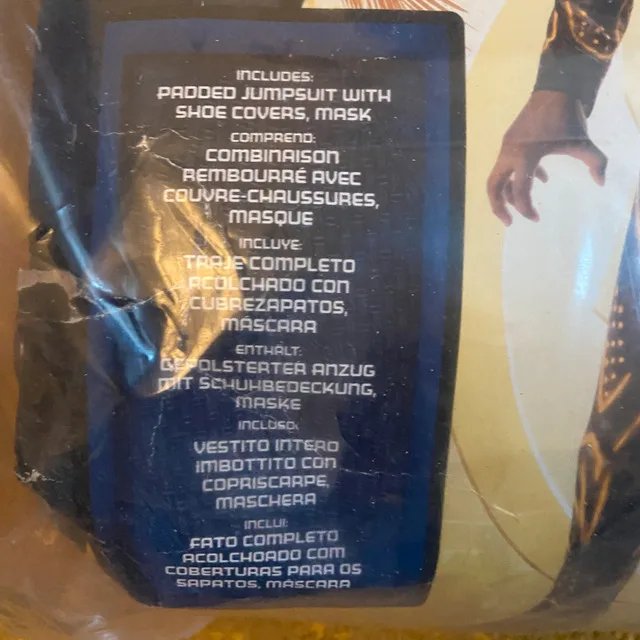 INCLUDES:
PADDED JUMPSUIT WITH
SHOE COVERS, MASK
COMPREND:
COMBINAISON
REMBOURRÉ AVEC
COUVRE-CHAUSSURES,
MASQUE
INCLUYE:
TRAJE COMPLETO
ACOLCHADO CON
CUBREZAPATOS,
MÁSCARA
ENTHÄLT:
GEPOLSTERTER ANZUG
MIT SCHUHBEDECKUNG,
MASKE
INCLUSO:
VESTITO INTERO
IMBOTTITO CON
COPRISCARPE,
MASCHERA
INCLUI:
FATO COMPLETO
ACOLCHOADO COM
COBERTURAS PARA OS
SAPATOS, MÁSCARA